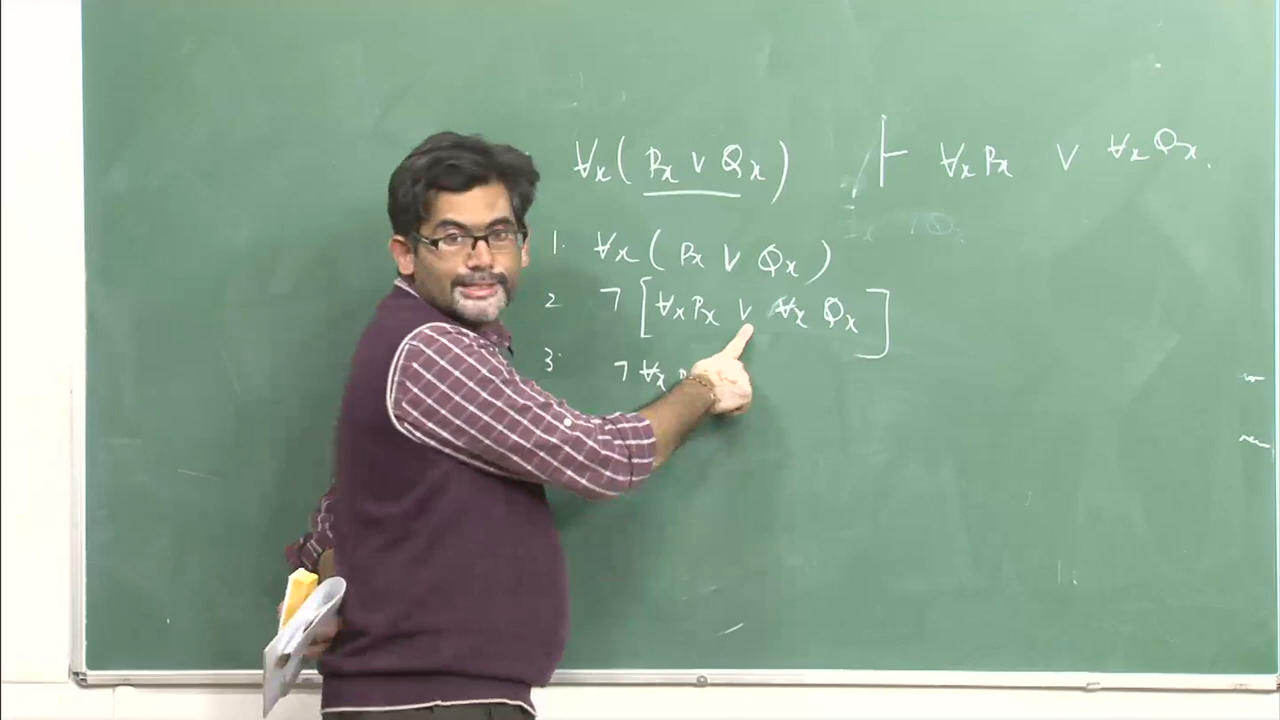 ∀x ( Px ∨ Qx ) ⊢ ∀x Px ∨ ∀x Qx.
1. ∀x ( Px ∨ Qx )
2 ¬ [ ∀x Px ∨ ∀x Qx ]
3. ¬ ∀x